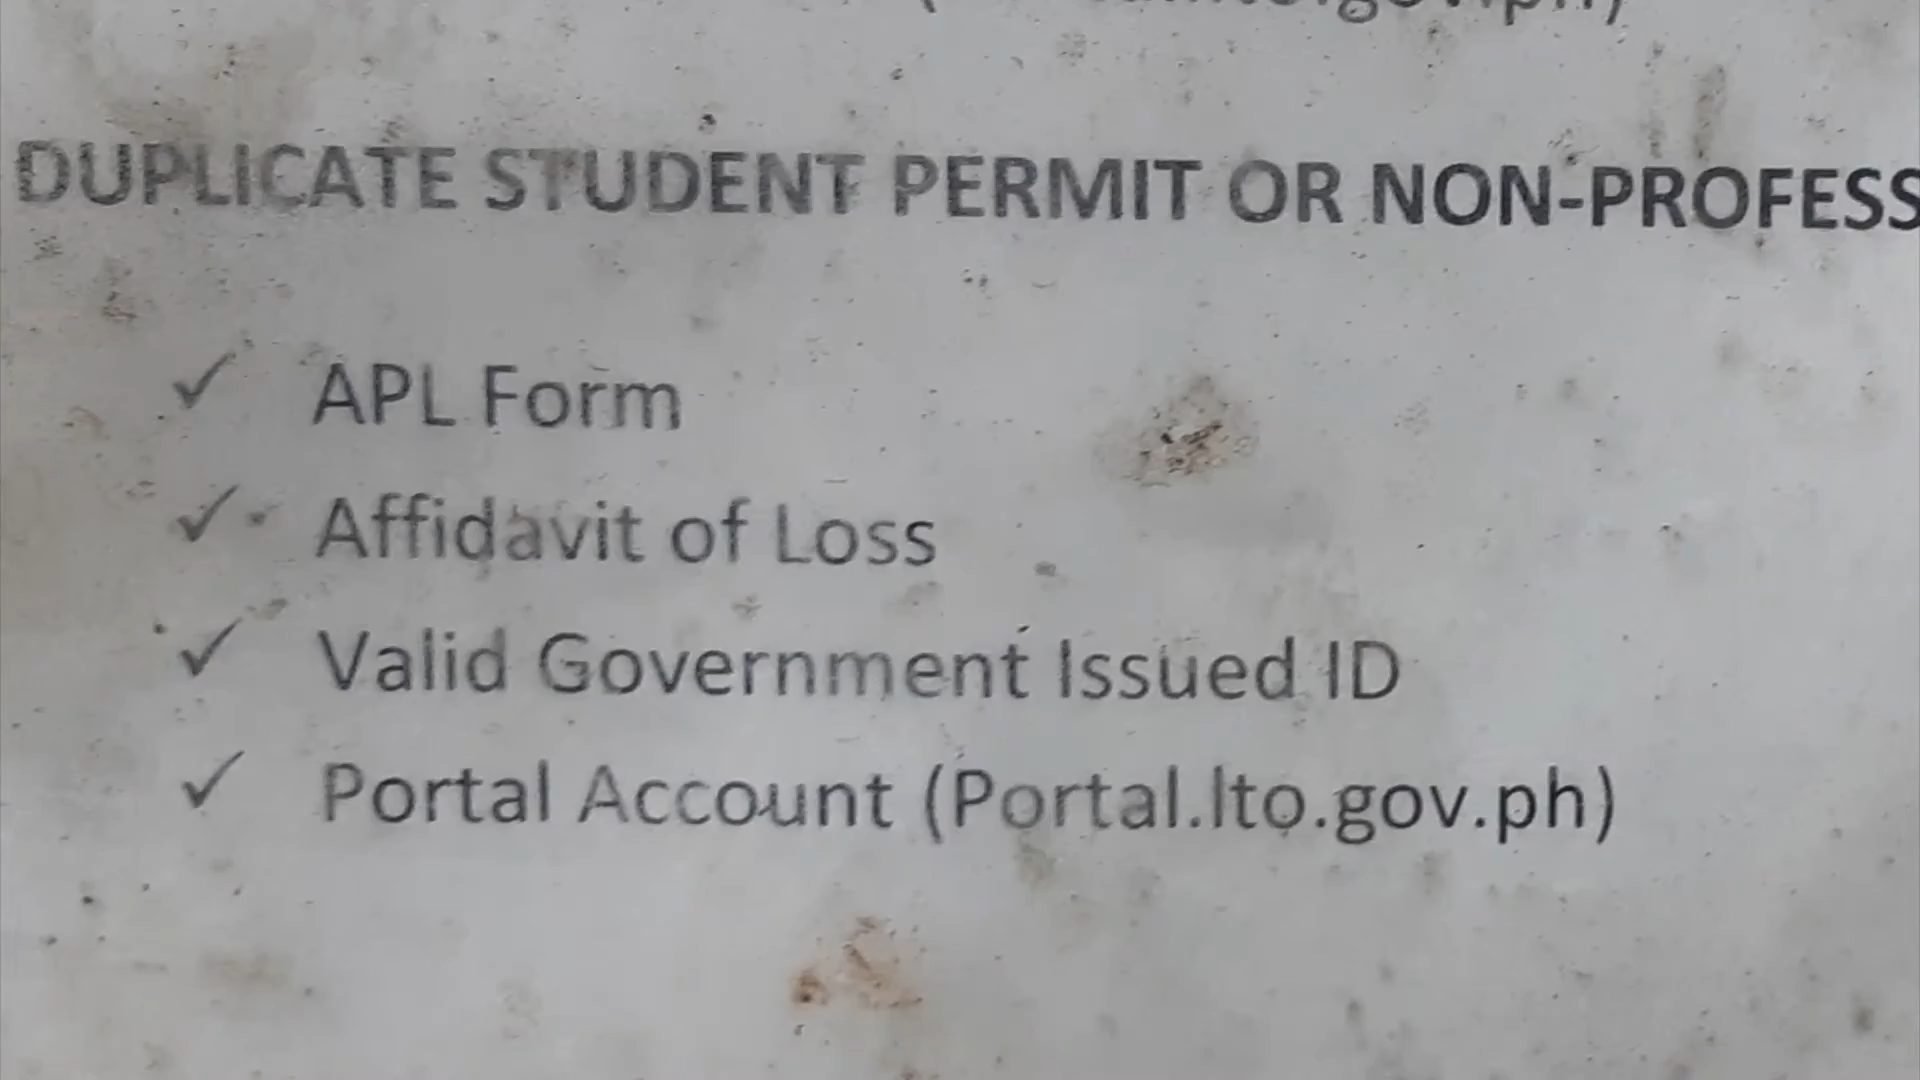 DUPLICATE STUDENT PERMIT OR NON-PROFESS
✓ APL Form
✓ Affidavit of Loss
✓ Valid Government Issued ID
✓ Portal Account (Portal.lto.gov.ph)